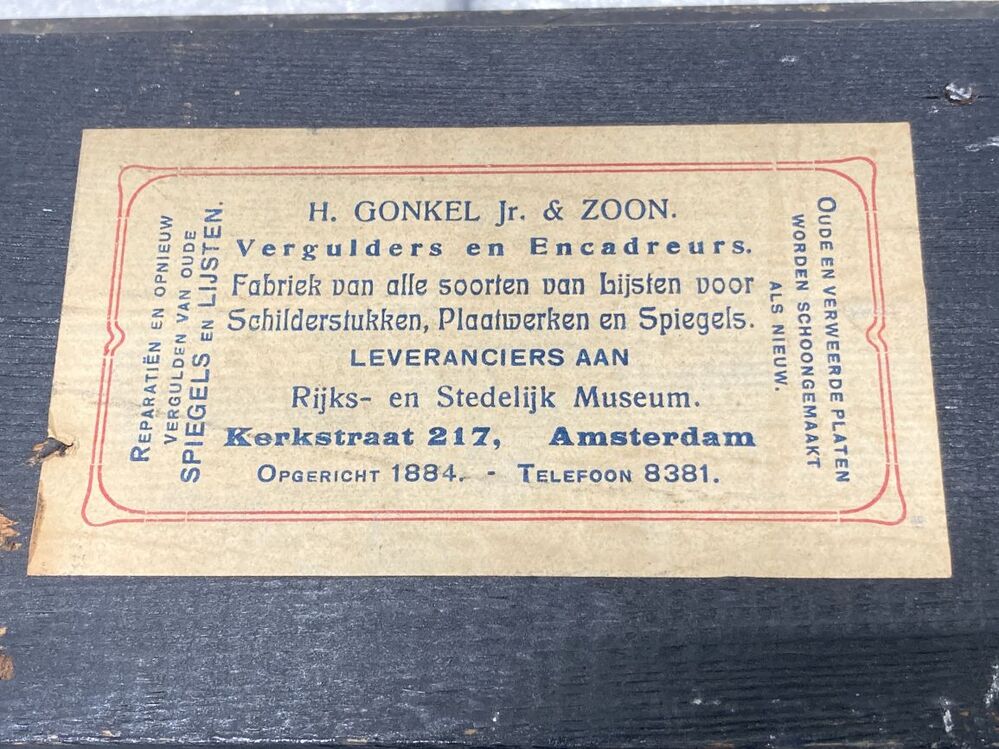 H. GONKEL Jr. & ZOON.
Vergulders en Encadreurs.
Fabriek van alle soorten van Lijsten voor
Schilderstukken, Plaatwerken en Spiegels.
LEVERANCIERS AAN
Rijks- en Stedelijk Museum.
Kerkstraat 217, Amsterdam
OPGERICHT 1884. - TELEFOON 8381.
REPARATIËN EN OPNIEUW
VERGULDEN VAN OUDE
SPIEGELS EN LIJSTEN.
OUDE EN VERWEERDE PLATEN
WORDEN SCHOONGEMAAKT
ALS NIEUW.